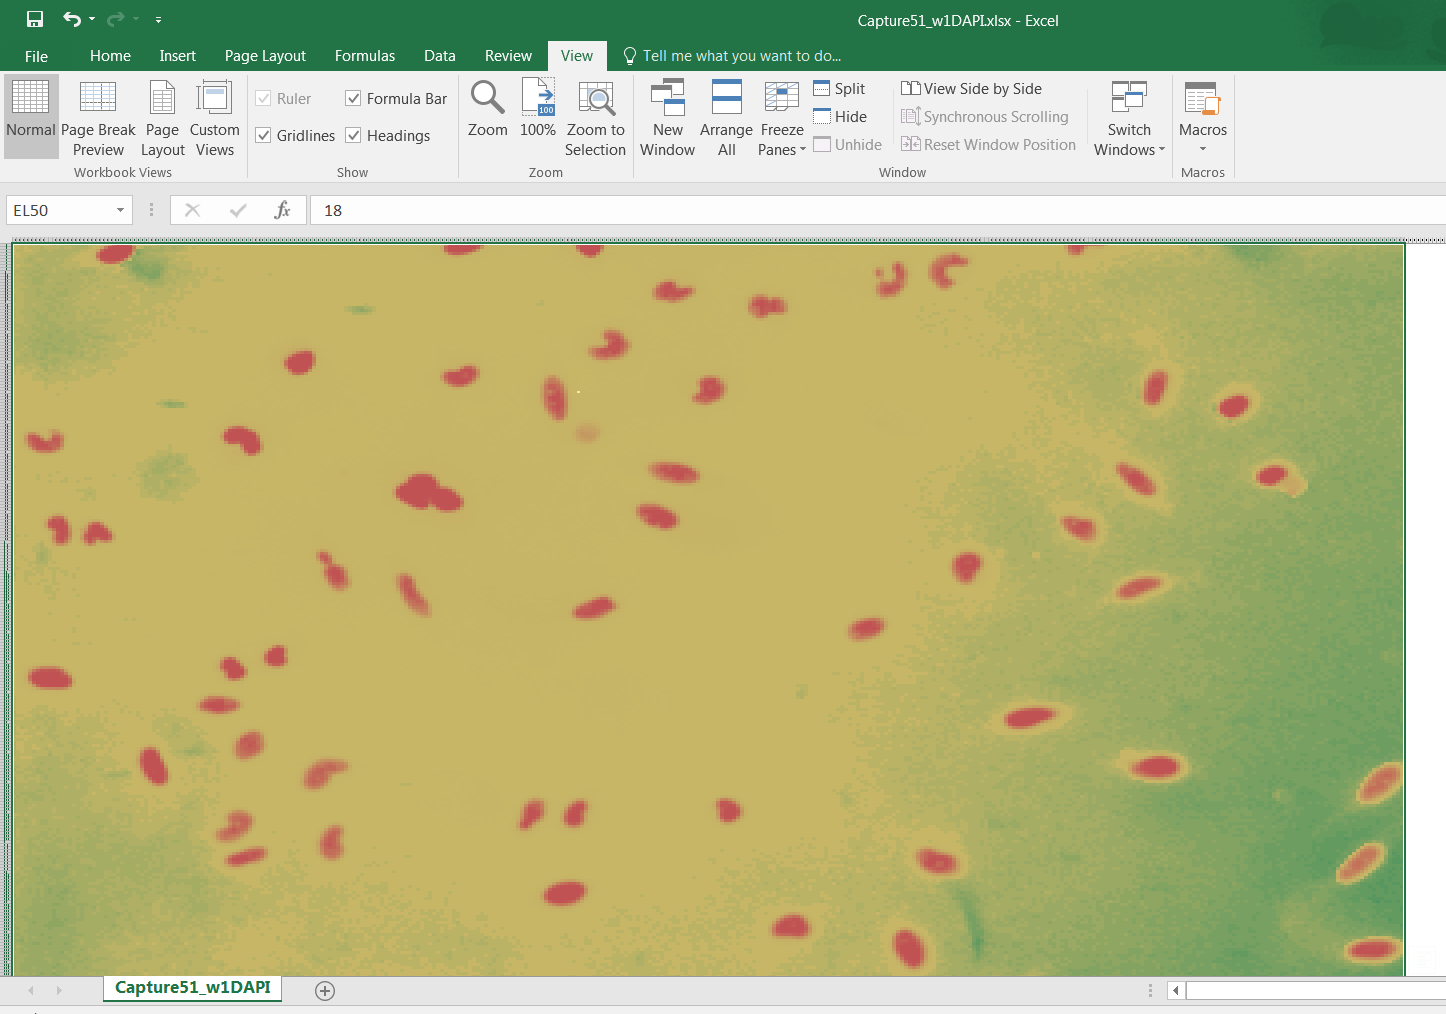 Capture51_w1DAPI.xlsx - Excel
File Home Insert Page Layout Formulas Data Review View Tell me what you want to do...
Normal
Page Break Preview
Page Layout
Custom Views
Workbook Views
Ruler
Formula Bar
Gridlines
Headings
Show
Zoom
100
100%
Zoom to Selection
Zoom
New Window
Arrange All
Freeze Panes
Split
Hide
Unhide
View Side by Side
Synchronous Scrolling
Reset Window Position
Window
Switch Windows
Macros
Macros
EL50
fx
18
Capture51_w1DAPI